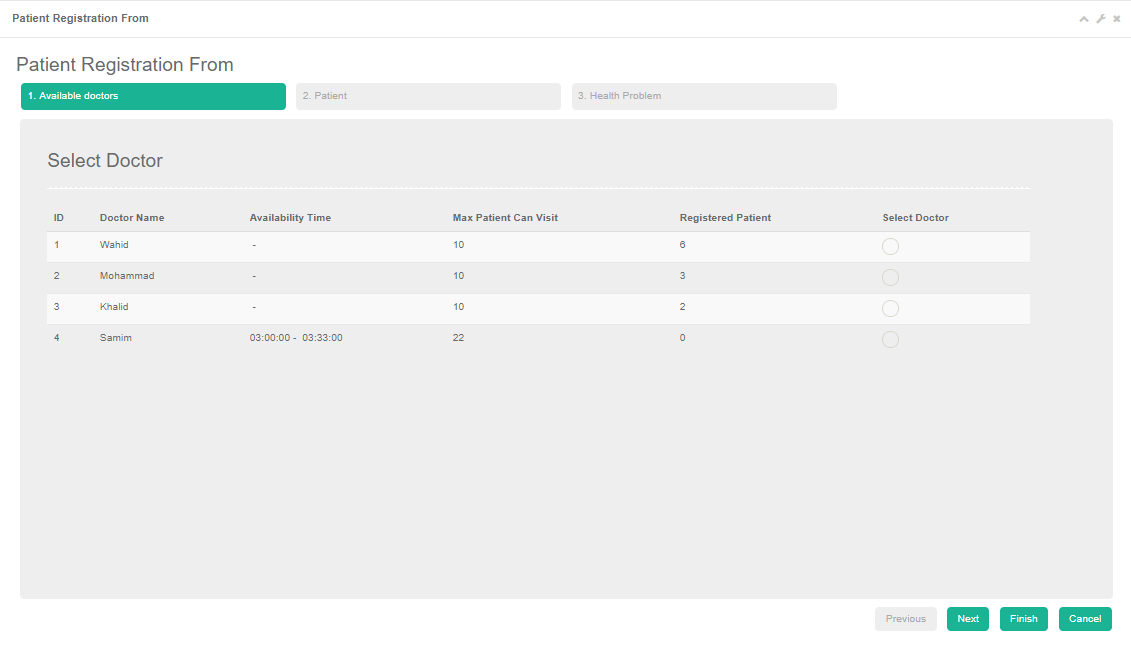 Patient Registration From
Patient Registration From
1. Available doctors 2. Patient 3. Health Problem
Select Doctor
ID Doctor Name Availability Time Max Patient Can Visit Registered Patient Select Doctor
1 Wahid - 10 6
2 Mohammad - 10 3
3 Khalid - 10 2
4 Samim 03:00:00 - 03:33:00 22 0
Previous Next Finish Cancel